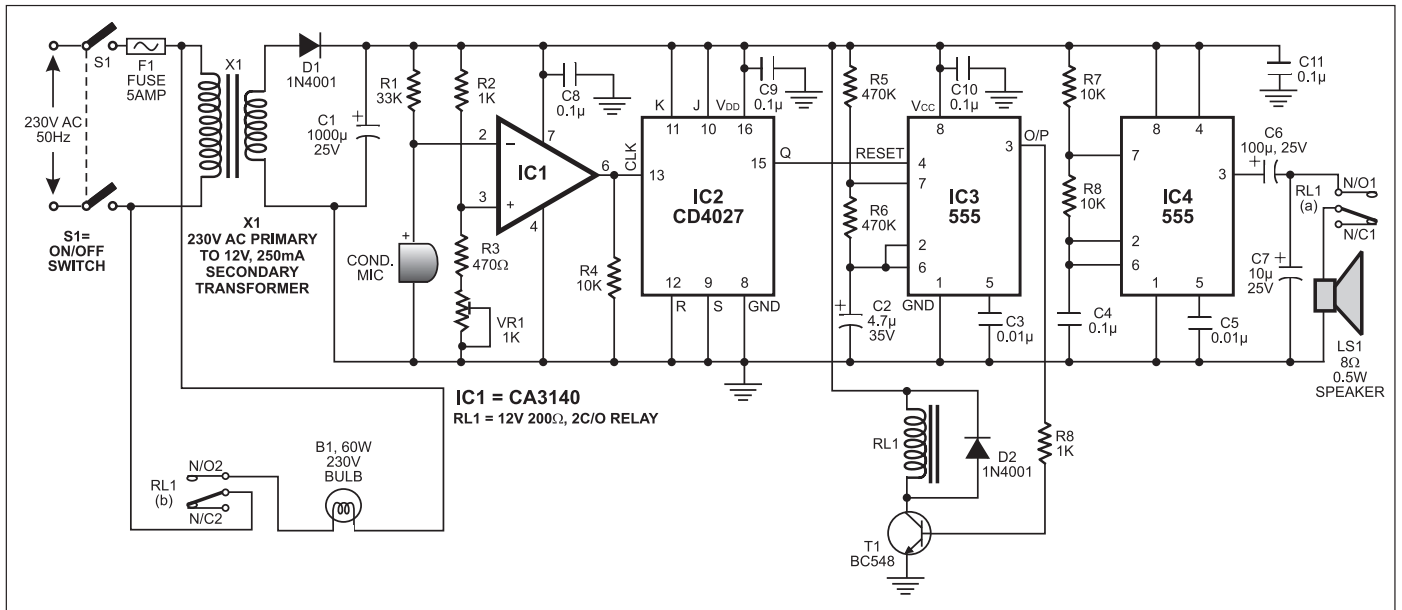 S1
F1
FUSE
5AMP
230V AC
50Hz
S1=
ON/OFF
SWITCH
X1
X1
230V AC PRIMARY
TO 12V, 250mA
SECONDARY
TRANSFORMER
D1
1N4001
C1
1000µ
25V
+
R1
33K
R2
1K
COND.
MIC
+
R3
470Ω
VR1
1K
C8
0.1µ
2
−
3
+
7
6
4
IC1
R4
10K
CLK
K
J
VDD
11
10
16
C9
0.1µ
13
15
Q
IC2
CD4027
12
9
8
R
S
GND
R5
470K
R6
470K
C2
4.7µ
35V
+
RESET
VCC
8
C10
0.1µ
O/P
3
4
7
2
6
IC3
555
GND
1
5
C3
0.01µ
R7
10K
R8
10K
C4
0.1µ
8
4
7
3
2
6
IC4
555
1
5
C5
0.01µ
C11
0.1µ
C6
100µ, 25V
+
RL1
(a)
N/O1
N/C1
C7
10µ
25V
+
LS1
8Ω
0.5W
SPEAKER
IC1 = CA3140
RL1 = 12V 200Ω, 2C/O RELAY
RL1
D2
1N4001
R8
1K
T1
BC548
RL1
(b)
N/O2
N/C2
B1, 60W
230V
BULB